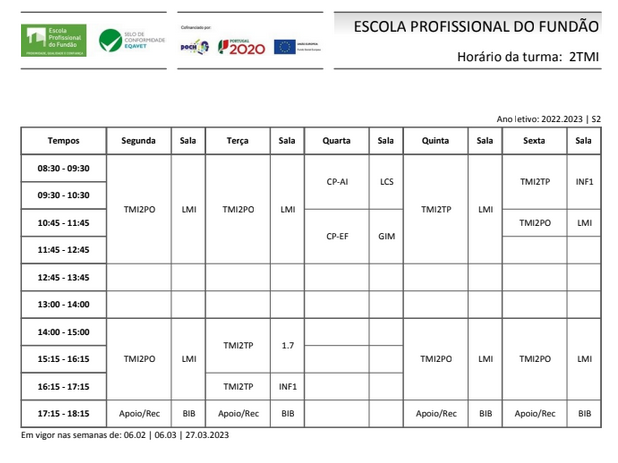 Escola
Profissional
do Fundão
SELO DE
CONFORMIDADE
EQAVET
Cofinanciado por:
POCH
PORTUGAL
2020
UNIÃO EUROPEIA
Fundo Social Europeu
ESCOLA PROFISSIONAL DO FUNDÃO
Horário da turma: 2TMI
Ano letivo: 2022.2023 | S2
Tempos Segunda Sala Terça Sala Quarta Sala Quinta Sala Sexta Sala
08:30 - 09:30
CP-AI LCS TMI2TP INF1
09:30 - 10:30
TMI2PO LMI TMI2PO LMI TMI2TP LMI
10:45 - 11:45 TMI2PO LMI
CP-EF GIM
11:45 - 12:45
12:45 - 13:45
13:00 - 14:00
14:00 - 15:00
TMI2TP 1.7
15:15 - 16:15 TMI2PO LMI TMI2PO LMI TMI2PO LMI
16:15 - 17:15 TMI2TP INF1
17:15 - 18:15 Apoio/Rec BIB Apoio/Rec BIB Apoio/Rec BIB Apoio/Rec BIB
Em vigor nas semanas de: 06.02 | 06.03 | 27.03.2023